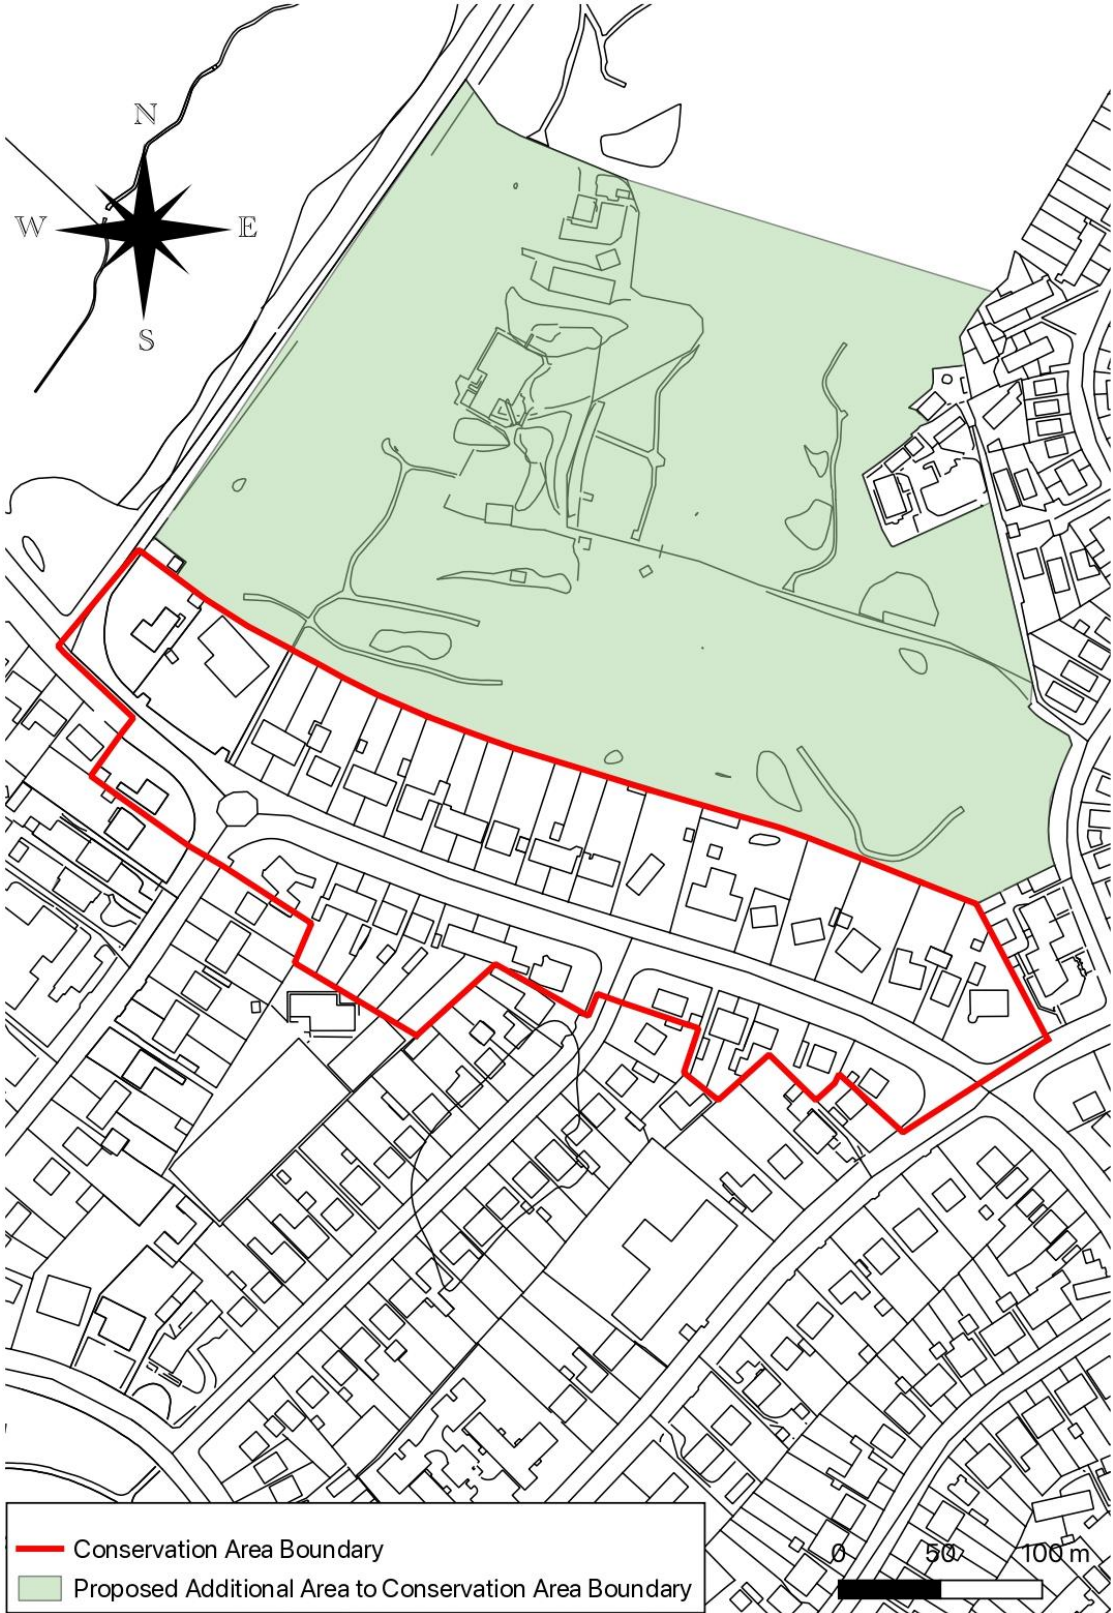 N
W E
S
Conservation Area Boundary
Proposed Additional Area to Conservation Area Boundary
0 50 100 m